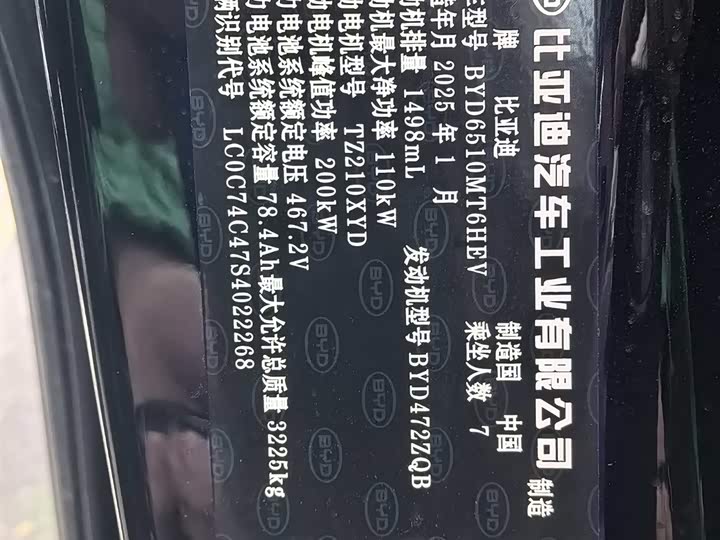 比亚迪汽车工业有限公司 制造
牌 比亚迪 制造国 中国
型号 BYD6510MT6HEV 乘坐人数 7
年月 2025 年 1 月
机排量 1498mL 发动机型号 BYD472ZQB
机最大净功率 110kW
动电机型号 TZ210XYD
动电机峰值功率 200kW
力电池系统额定电压 467.2V
力电池系统额定容量 78.4Ah 最大允许总质量 3225kg
识别代号 LC0C74C47S4022268